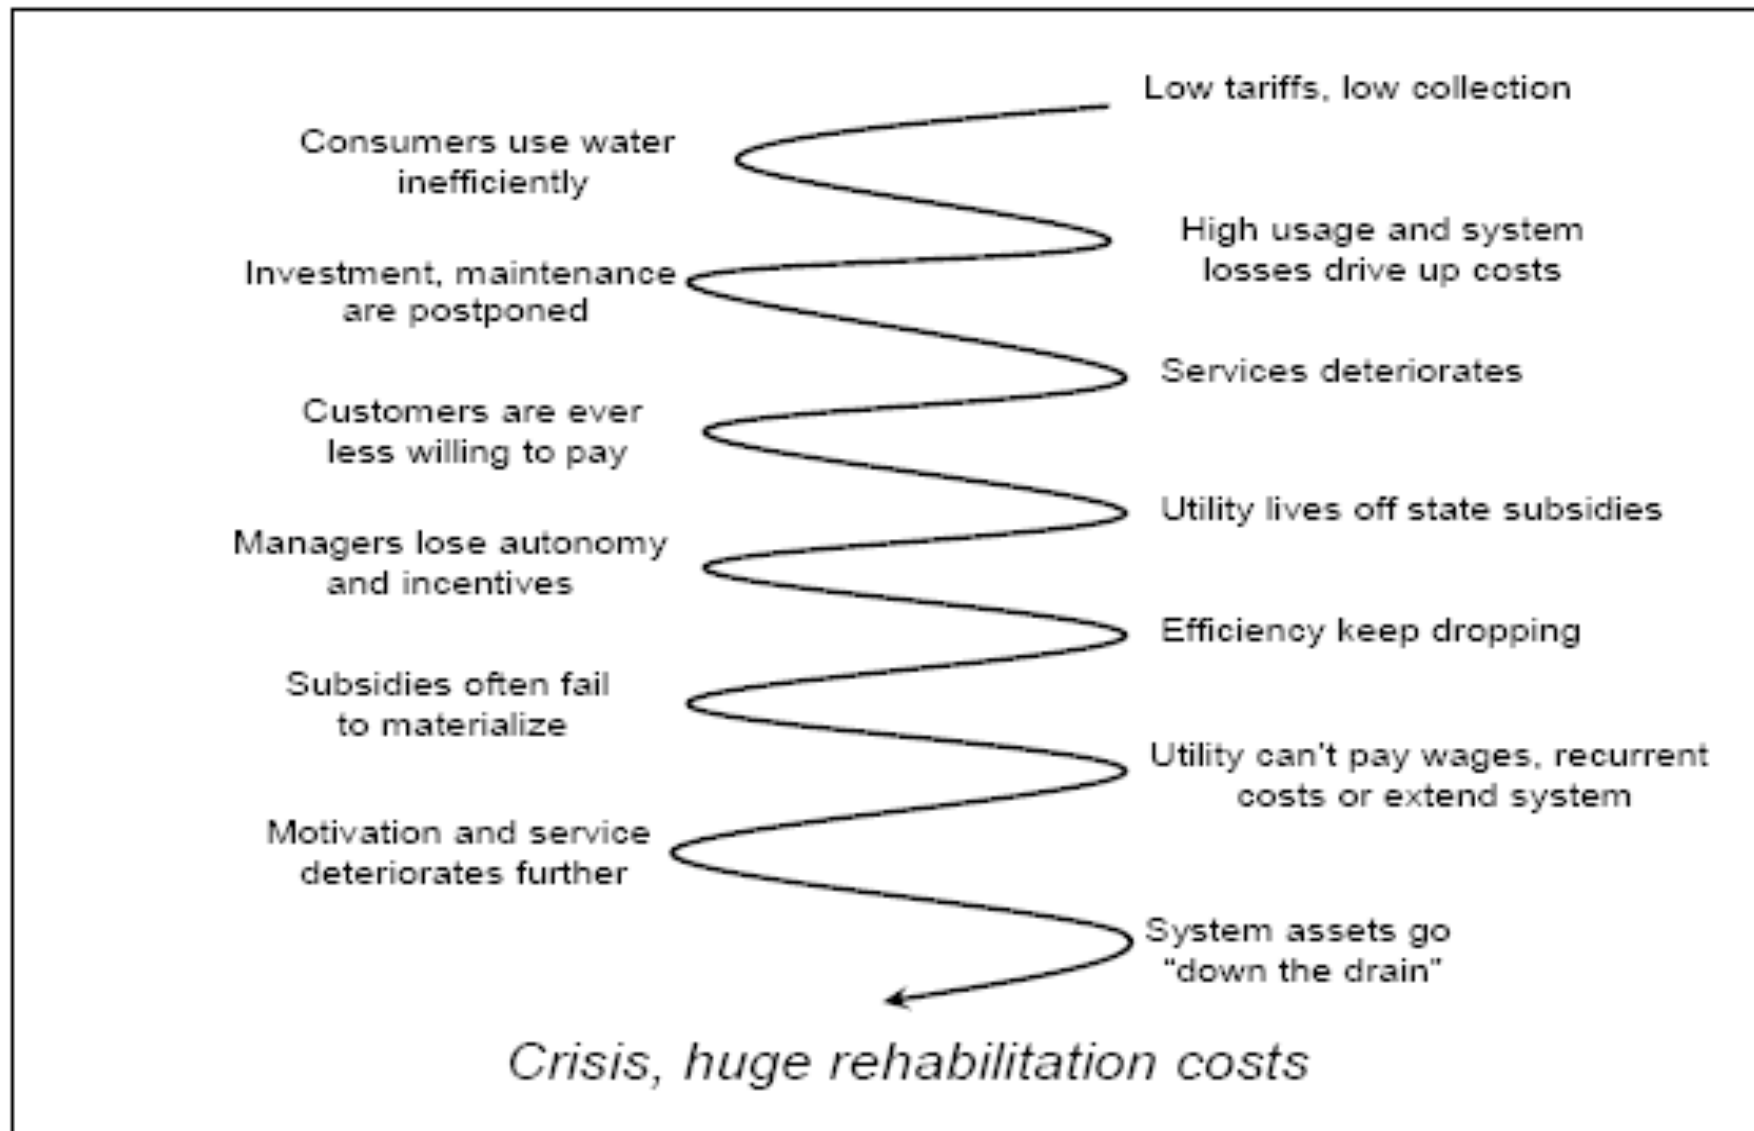 Low tariffs, low collection
Consumers use water
inefficiently
High usage and system
losses drive up costs
Investment, maintenance
are postponed
Services deteriorates
Customers are ever
less willing to pay
Utility lives off state subsidies
Managers lose autonomy
and incentives
Efficiency keep dropping
Subsidies often fail
to materialize
Utility can't pay wages, recurrent
costs or extend system
Motivation and service
deteriorates further
System assets go
"down the drain"
Crisis, huge rehabilitation costs